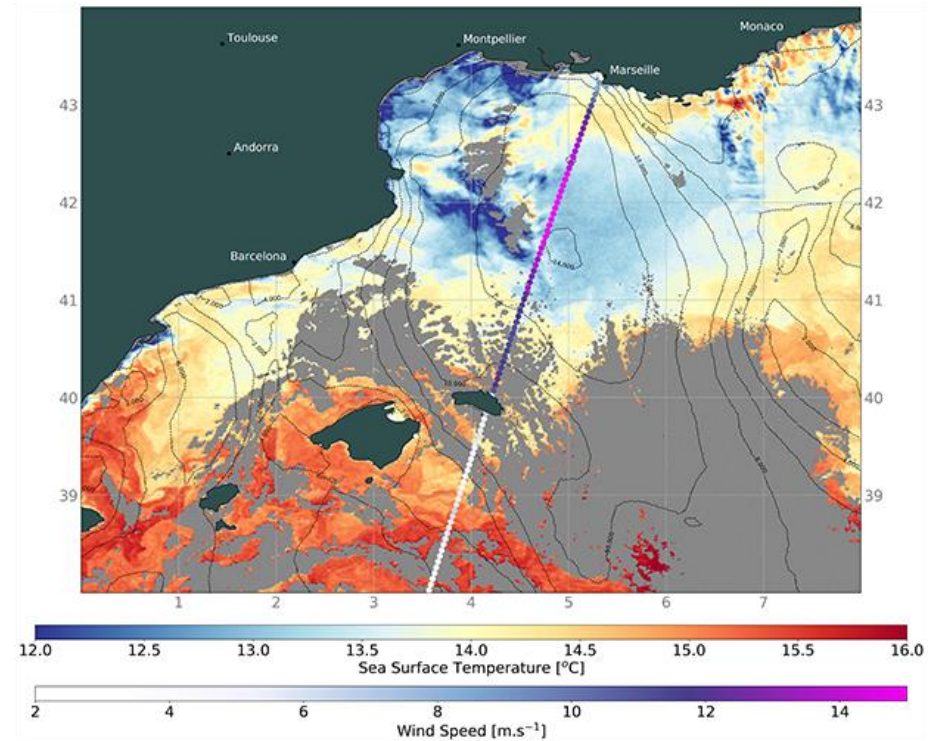 Toulouse
Montpellier
Monaco
Marseille
Andorra
Barcelona
43 43
42 42
41 41
40 40
39 39
1 2 3 4 5 6 7
12.0 12.5 13.0 13.5 14.0 14.5 15.0 15.5 16.0
Sea Surface Temperature [°C]
2 4 6 8 10 12 14
Wind Speed [m.s⁻¹]